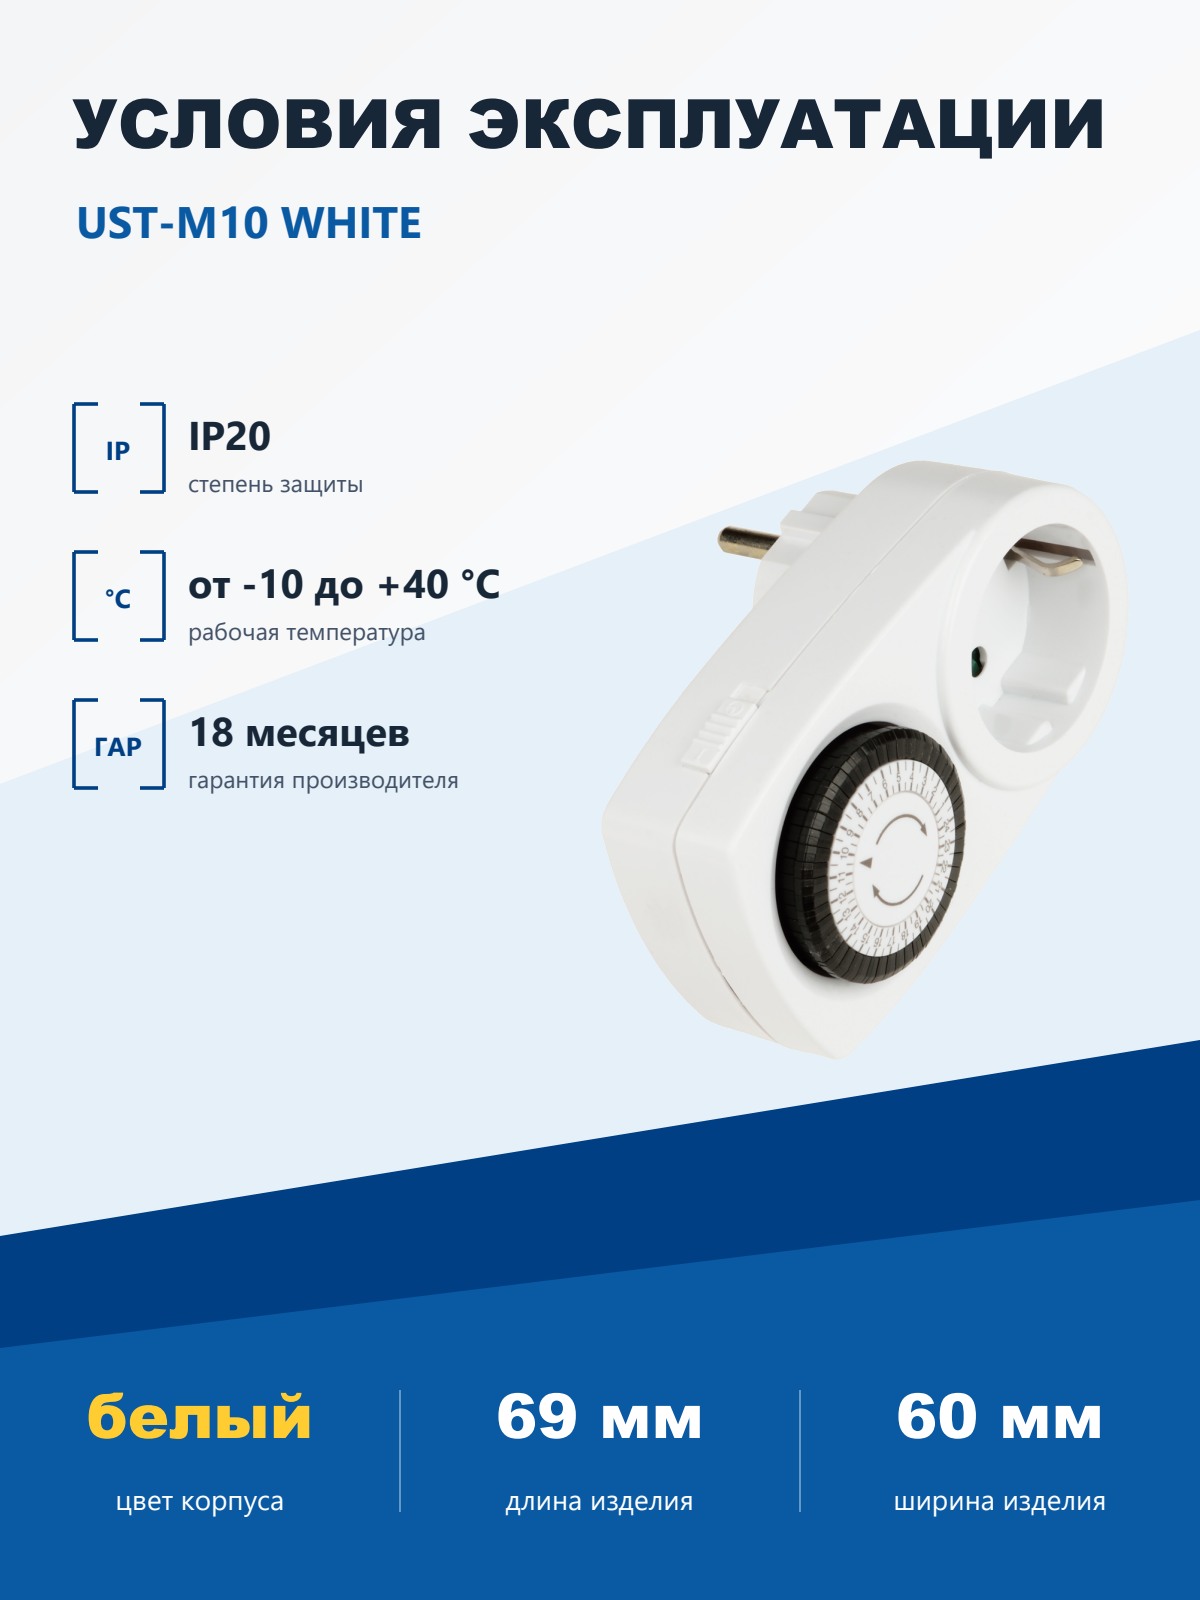 УСЛОВИЯ ЭКСПЛУАТАЦИИ
UST-M10 WHITE
IP
IP20
степень защиты
°C
от -10 до +40 °C
рабочая температура
ГАР
18 месяцев
гарантия производителя
белый
цвет корпуса
69 мм
длина изделия
60 мм
ширина изделия